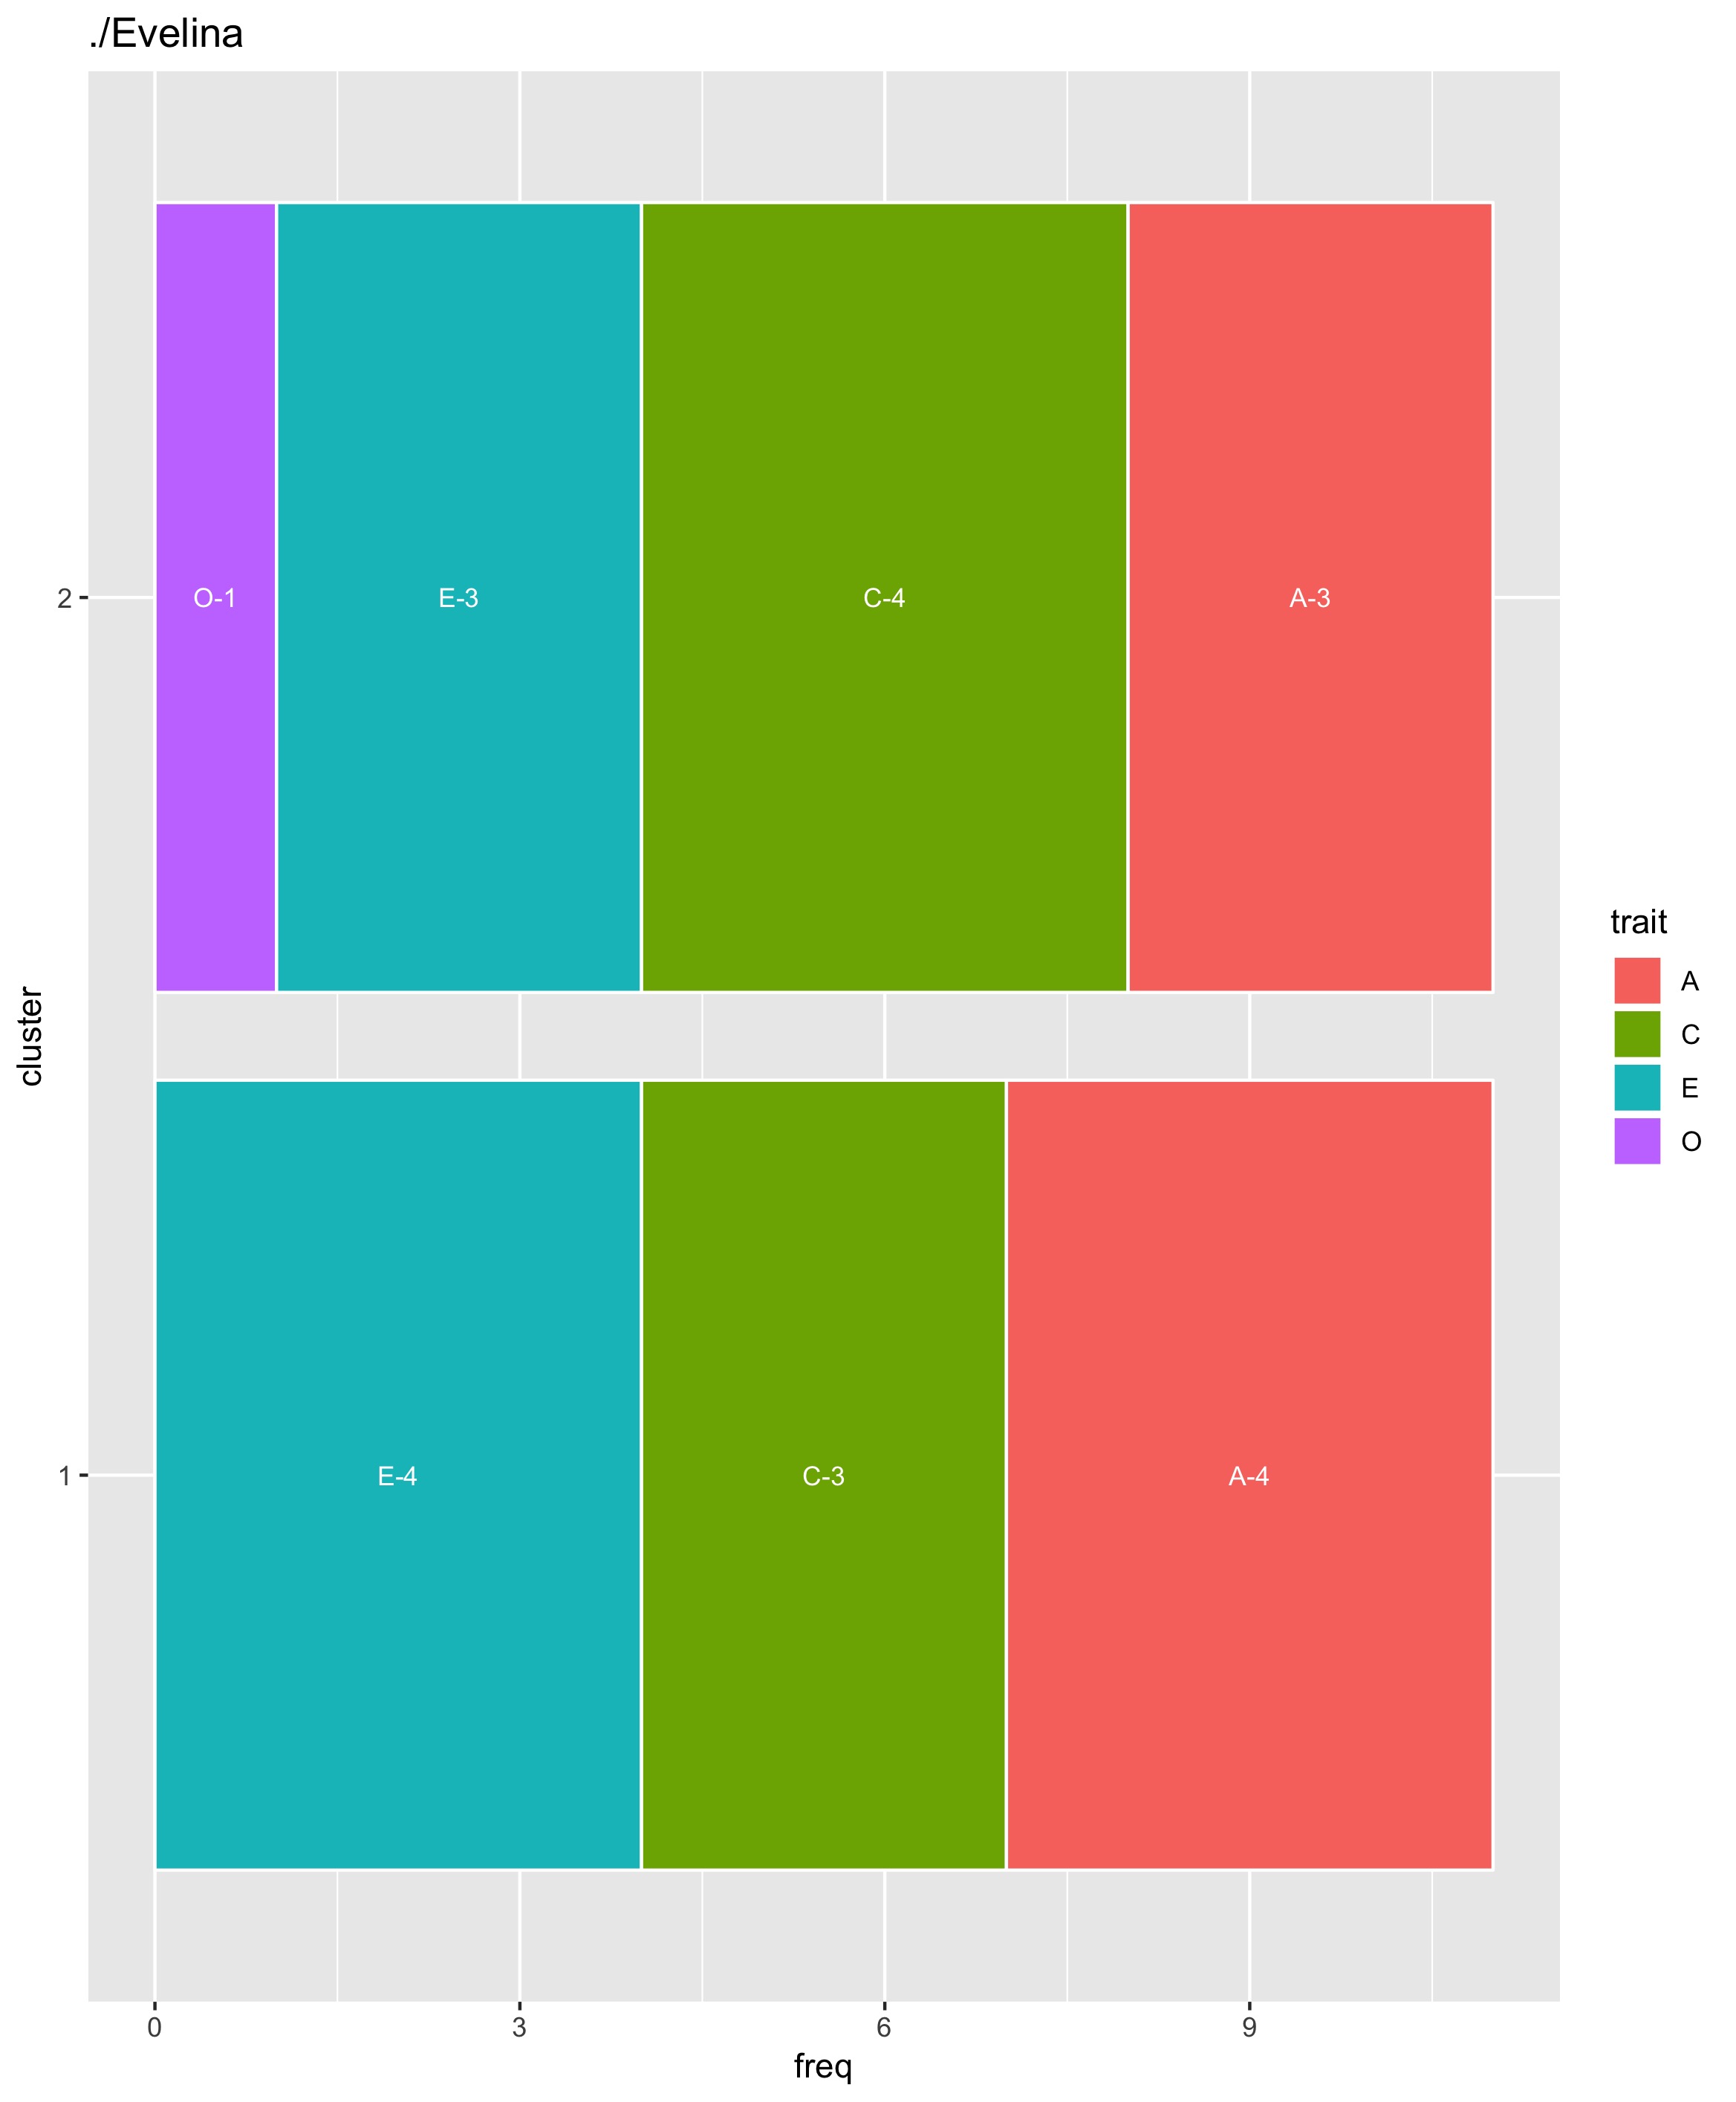 ./Evelina
cluster
2
O-1 E-3 C-4 A-3
1
E-4 C-3 A-4
0 3 6 9
freq
trait
A
C
E
O